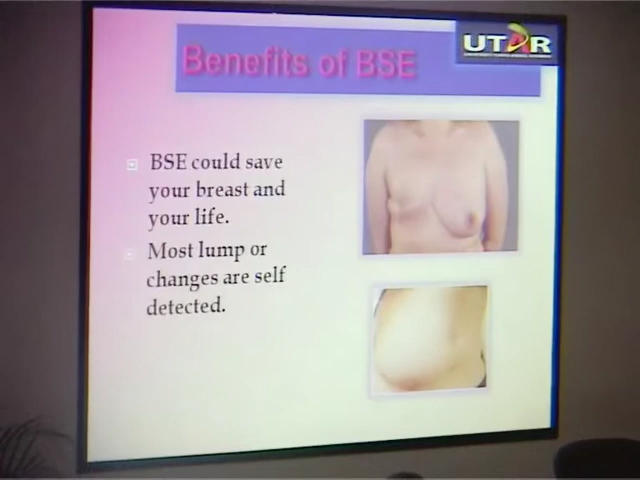 Benefits of BSE
UTAR
BSE could save
your breast and
your life.
Most lump or
changes are self
detected.